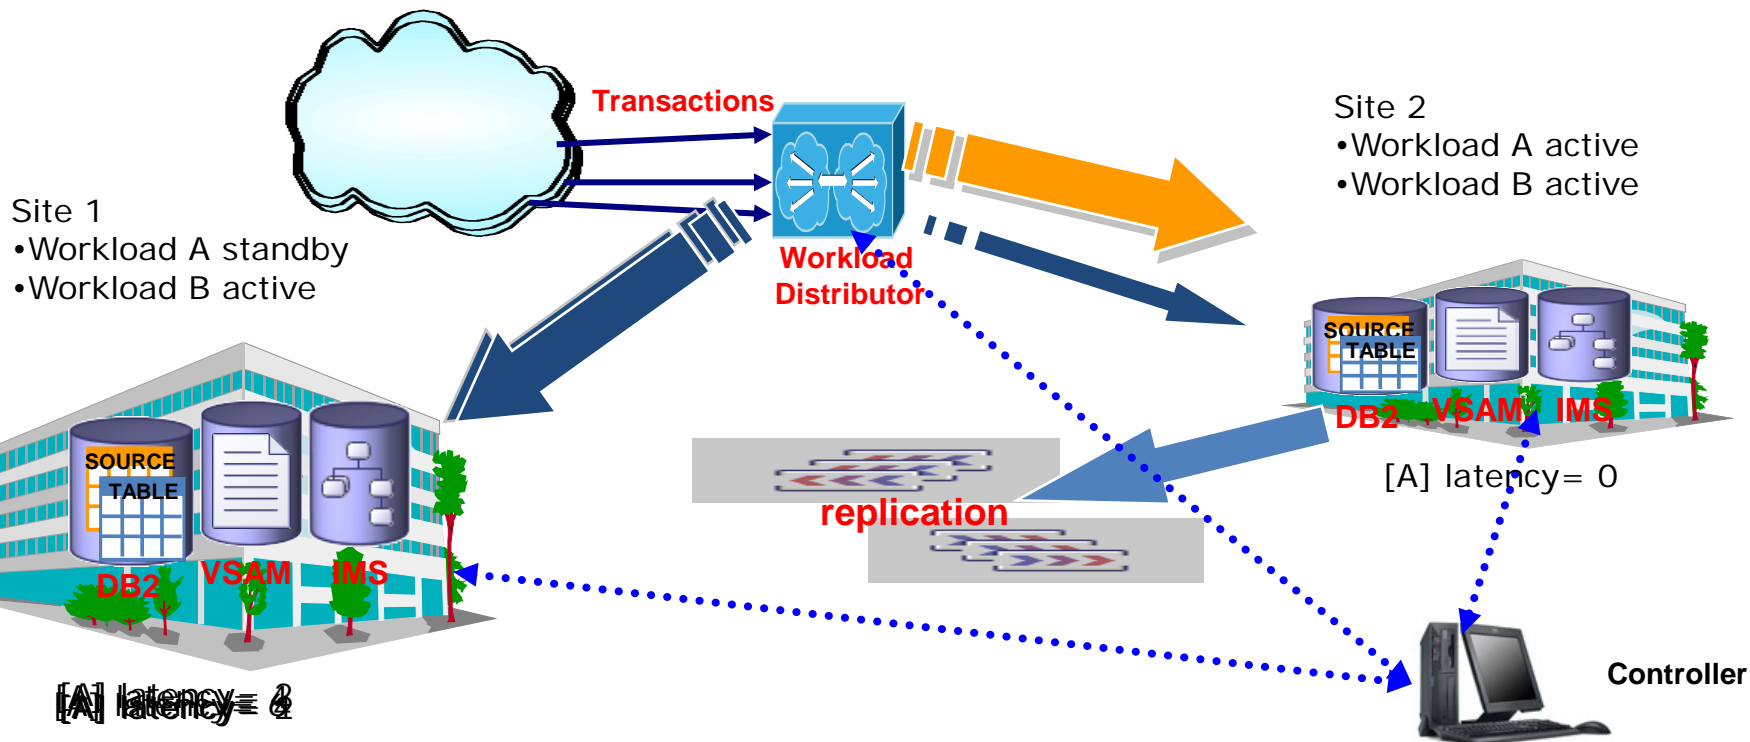 Transactions
Site 2
•Workload A active
•Workload B active
Site 1
•Workload A standby
•Workload B active
Workload
Distributor
SOURCE
TABLE
DB2 VSAM IMS
[A] latency= 0
SOURCE
TABLE
DB2 VSAM IMS
replication
Controller
[A] latency=